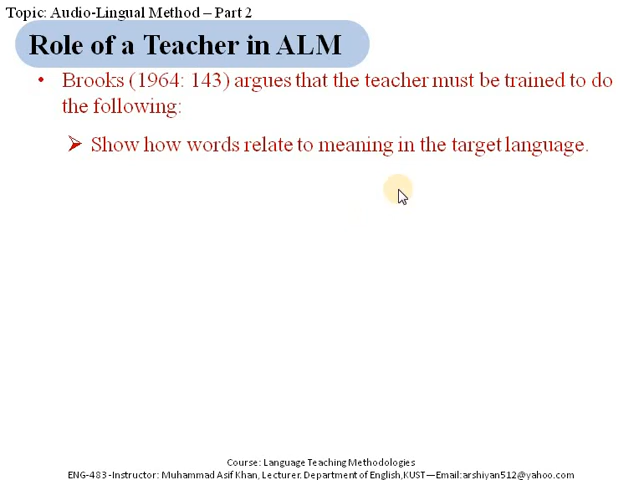 Topic: Audio-Lingual Method – Part 2
Role of a Teacher in ALM
• Brooks (1964: 143) argues that the teacher must be trained to do
the following:
➢ Show how words relate to meaning in the target language.
Course: Language Teaching Methodologies
ENG-483 -Instructor: Muhammad Asif Khan, Lecturer. Department of English,KUST—Email:arshiyan512@yahoo.com